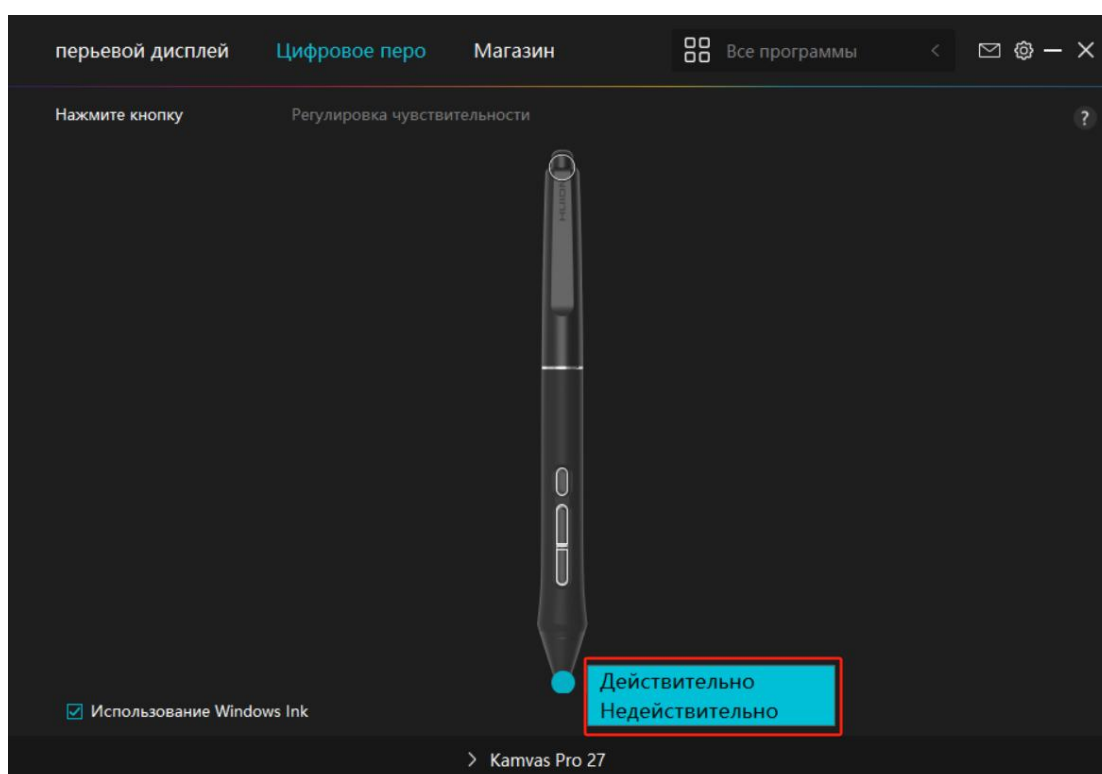 перьевой дисплей Цифровое перо Магазин Все программы
Нажмите кнопку Регулировка чувствительности ?
HUION
Действительно
Недействительно
Использование Windows Ink
Kamvas Pro 27